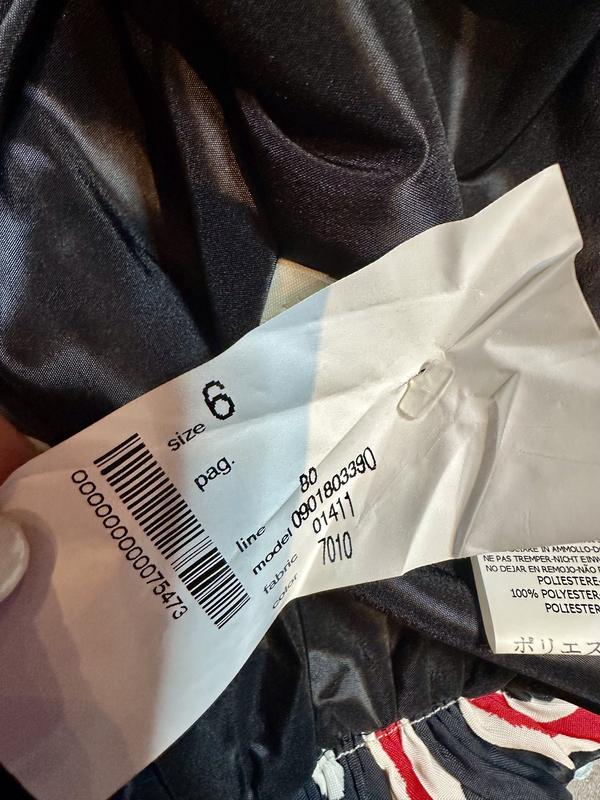 size 6
pag.
000000000075473
line 80
model 0901803390
fabric 01411
color 7010
NE PAS TREMPER-NICHT EINW
NO DEJAR EN REMOJO-NÃO
POLIESTERE-
100% POLYESTER-
POLIESTER
ポリエス